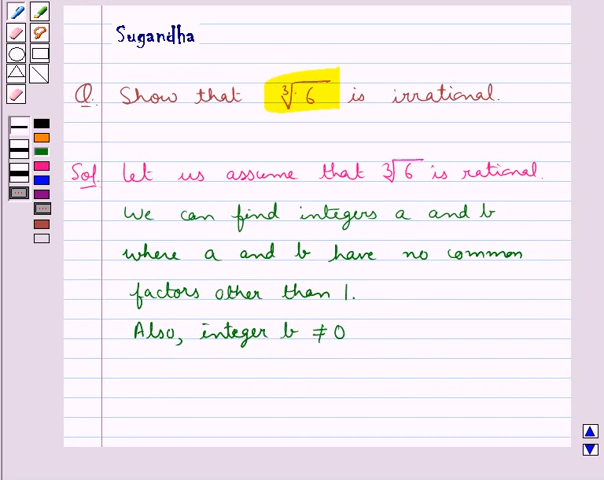 Sugandha
Q. Show that ∛6 is irrational.
Sol. Let us assume that ∛6 is rational.
We can find integers a and b
where a and b have no common
factors other than 1.
Also, integer b ≠ 0